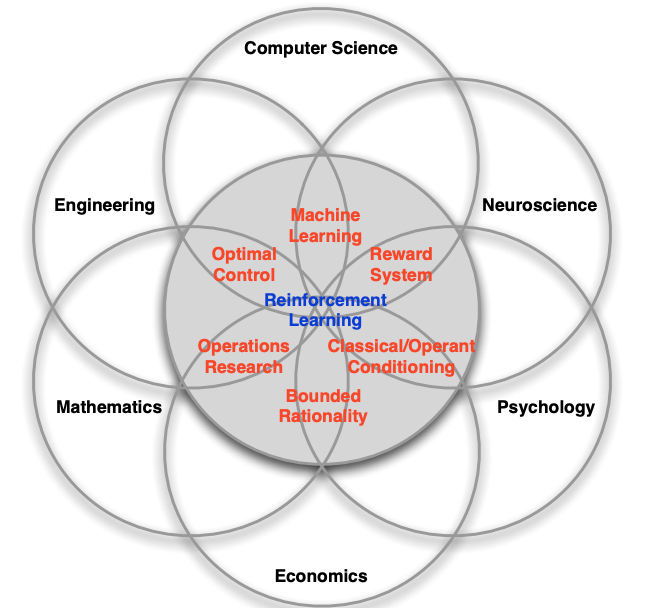 Computer Science
Engineering
Neuroscience
Machine
Learning
Optimal
Control
Reward
System
Reinforcement
Learning
Operations
Research
Classical/Operant
Conditioning
Bounded
Rationality
Mathematics
Psychology
Economics